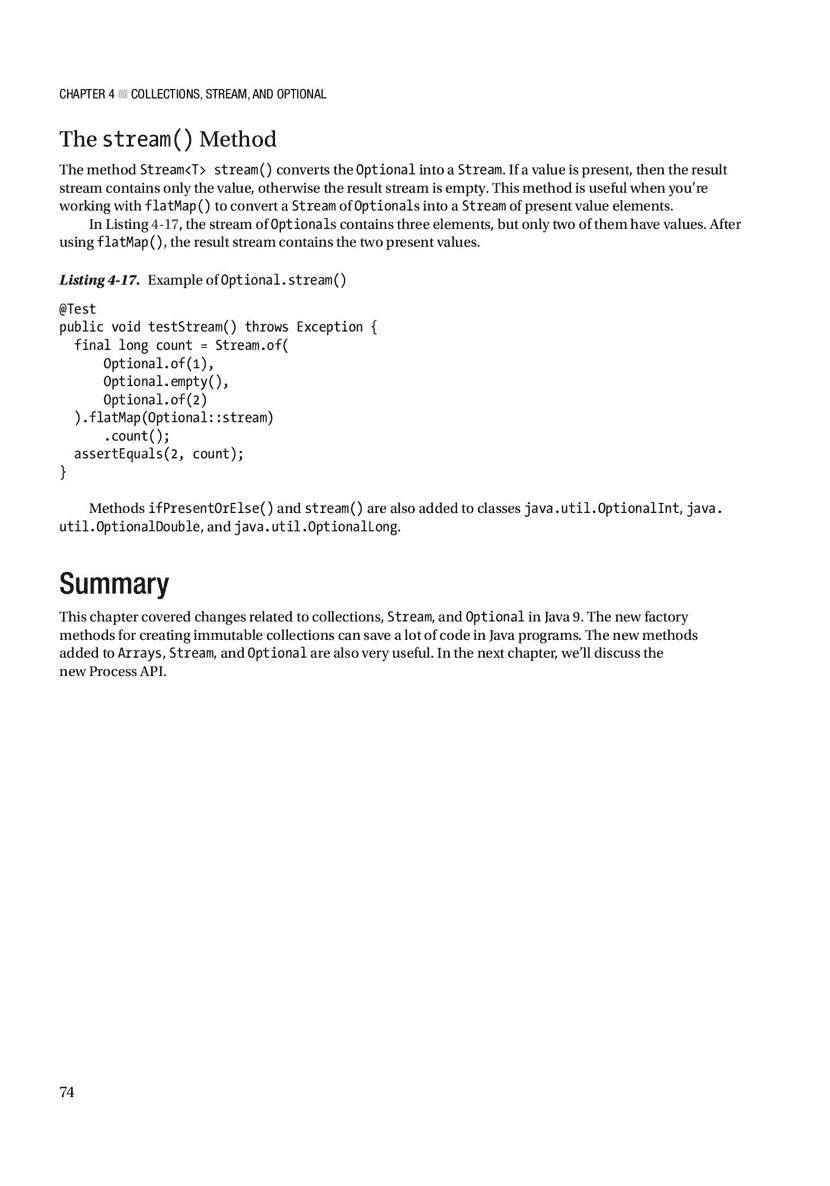 CHAPTER 4 COLLECTIONS, STREAM, AND OPTIONAL
The stream() Method
The method Stream<T> stream() converts the Optional into a Stream. If a value is present, then the result
stream contains only the value, otherwise the result stream is empty. This method is useful when you’re
working with flatMap() to convert a Stream of Optionals into a Stream of present value elements.
In Listing 4-17, the stream of Optionals contains three elements, but only two of them have values. After
using flatMap(), the result stream contains the two present values.
Listing 4-17. Example of Optional.stream()
@Test
public void testStream() throws Exception {
  final long count = Stream.of(
      Optional.of(1),
      Optional.empty(),
      Optional.of(2)
  ).flatMap(Optional::stream)
      .count();
  assertEquals(2, count);
}
Methods ifPresentOrElse() and stream() are also added to classes java.util.OptionalInt, java.
util.OptionalDouble, and java.util.OptionalLong.
Summary
This chapter covered changes related to collections, Stream, and Optional in Java 9. The new factory
methods for creating immutable collections can save a lot of code in Java programs. The new methods
added to Arrays, Stream, and Optional are also very useful. In the next chapter, we’ll discuss the
new Process API.
74